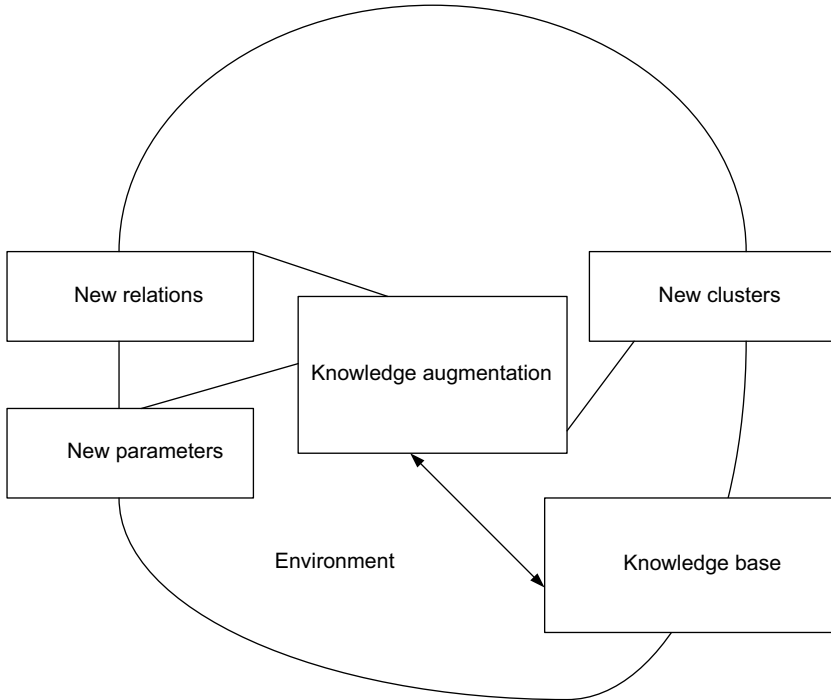 New relations
New clusters
Knowledge augmentation
New parameters
Environment
Knowledge base